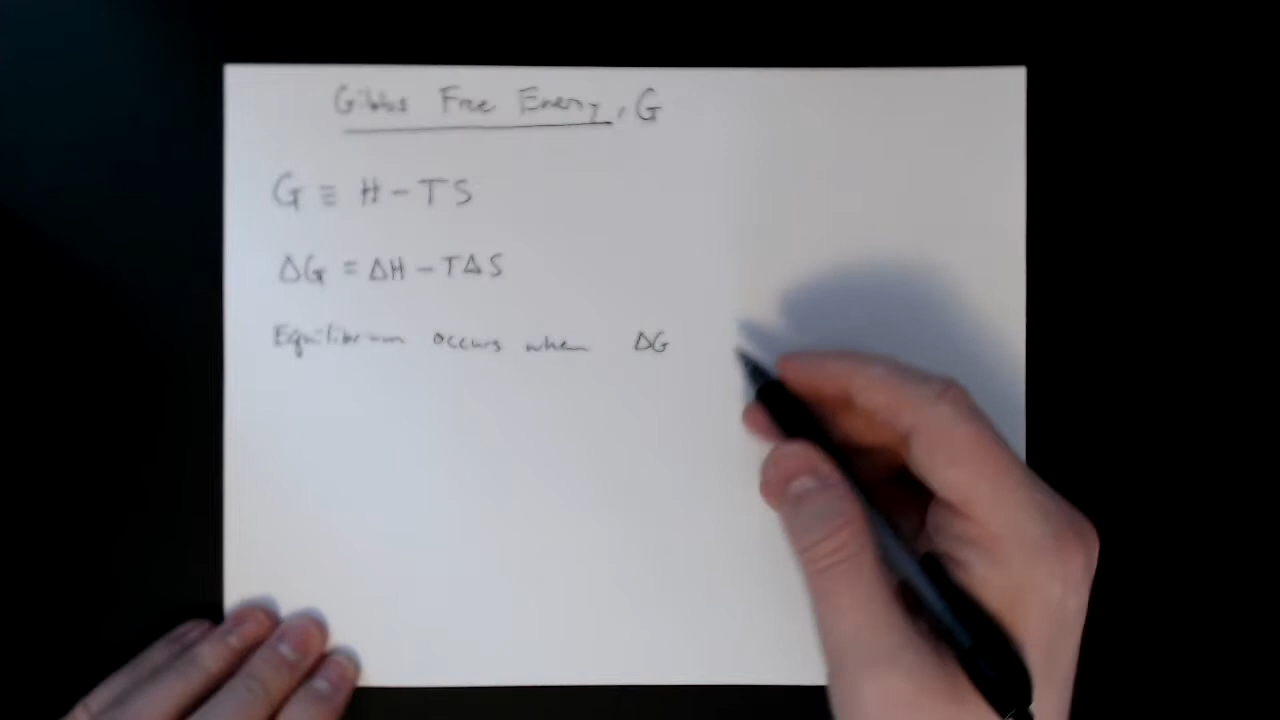 Gibbs Free Energy, G
G ≡ H - TS
ΔG = ΔH - TΔS
Equilibrium occurs when ΔG